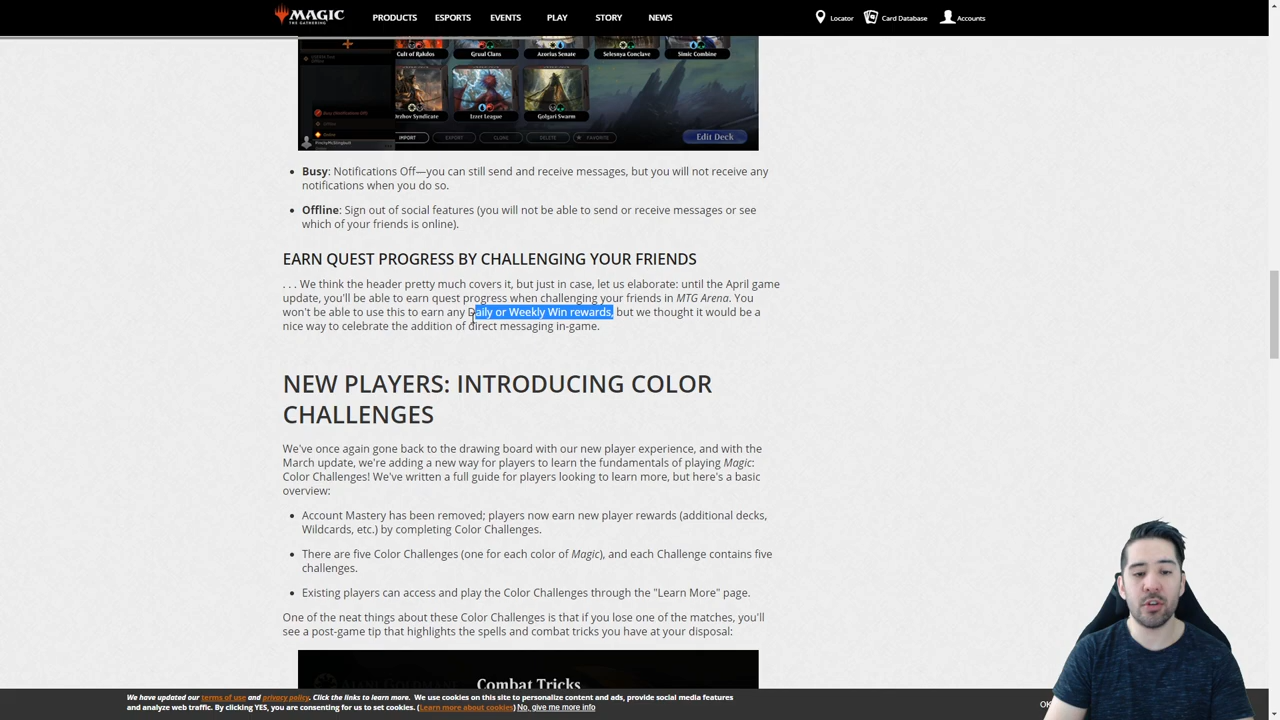 MAGIC
THE GATHERING
PRODUCTS
ESPORTS
EVENTS
PLAY
STORY
NEWS
Locator
Card Database
Accounts
Cult of Rakdos
Gruul Clans
Azorius Senate
Selesnya Conclave
Simic Combine
Orzhov Syndicate
Izzet League
Golgari Swarm
IMPORT
EXPORT
CLONE
DELETE
FAVORITE
Edit Deck
• Busy: Notifications Off—you can still send and receive messages, but you will not receive any
notifications when you do so.
• Offline: Sign out of social features (you will not be able to send or receive messages or see
which of your friends is online).
EARN QUEST PROGRESS BY CHALLENGING YOUR FRIENDS
. . . We think the header pretty much covers it, but just in case, let us elaborate: until the April game
update, you'll be able to earn quest progress when challenging your friends in MTG Arena. You
won't be able to use this to earn any Daily or Weekly Win rewards, but we thought it would be a
nice way to celebrate the addition of direct messaging in-game.
NEW PLAYERS: INTRODUCING COLOR
CHALLENGES
We've once again gone back to the drawing board with our new player experience, and with the
March update, we're adding a new way for players to learn the fundamentals of playing Magic:
Color Challenges! We've written a full guide for players looking to learn more, but here's a basic
overview:
• Account Mastery has been removed; players now earn new player rewards (additional decks,
Wildcards, etc.) by completing Color Challenges.
• There are five Color Challenges (one for each color of Magic), and each Challenge contains five
challenges.
• Existing players can access and play the Color Challenges through the "Learn More" page.
One of the neat things about these Color Challenges is that if you lose one of the matches, you'll
see a post-game tip that highlights the spells and combat tricks you have at your disposal:
Combat Tricks
We have updated our terms of use and privacy policy. Click the links to learn more. We use cookies on this site to personalize content and ads, provide social media features
and analyze web traffic. By clicking YES, you are consenting for us to set cookies. (Learn more about cookies) No, give me more info